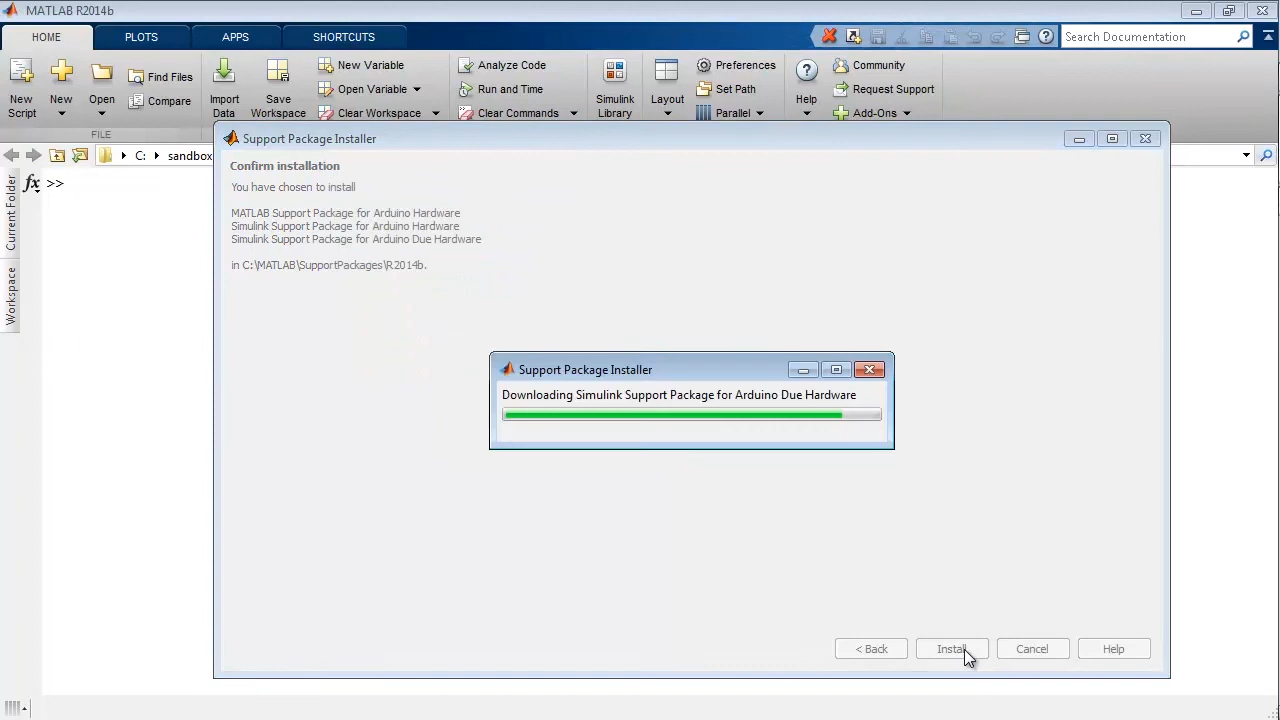 MATLAB R2014b
HOME PLOTS APPS SHORTCUTS
Search Documentation
New Script
New
Open
Find Files
Compare
FILE
Import Data
Save Workspace
New Variable
Open Variable
Clear Workspace
Analyze Code
Run and Time
Clear Commands
Simulink Library
Layout
Preferences
Set Path
Parallel
Help
Community
Request Support
Add-Ons
C: sandbox
Current Folder
Workspace
fx >>
Support Package Installer
Confirm installation
You have chosen to install
MATLAB Support Package for Arduino Hardware
Simulink Support Package for Arduino Hardware
Simulink Support Package for Arduino Due Hardware
in C:\MATLAB\SupportPackages\R2014b.
Support Package Installer
Downloading Simulink Support Package for Arduino Due Hardware
< Back Install Cancel Help